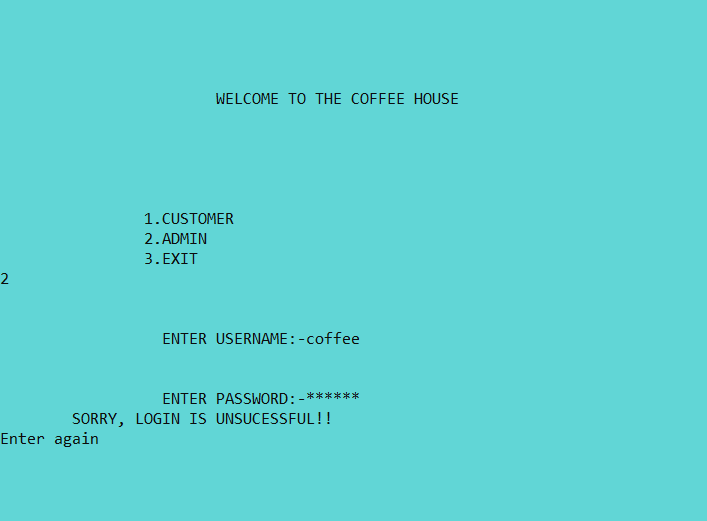 WELCOME TO THE COFFEE HOUSE
1.CUSTOMER
2.ADMIN
3.EXIT
2
ENTER USERNAME:-coffee
ENTER PASSWORD:-******
SORRY, LOGIN IS UNSUCESSFUL!!
Enter again